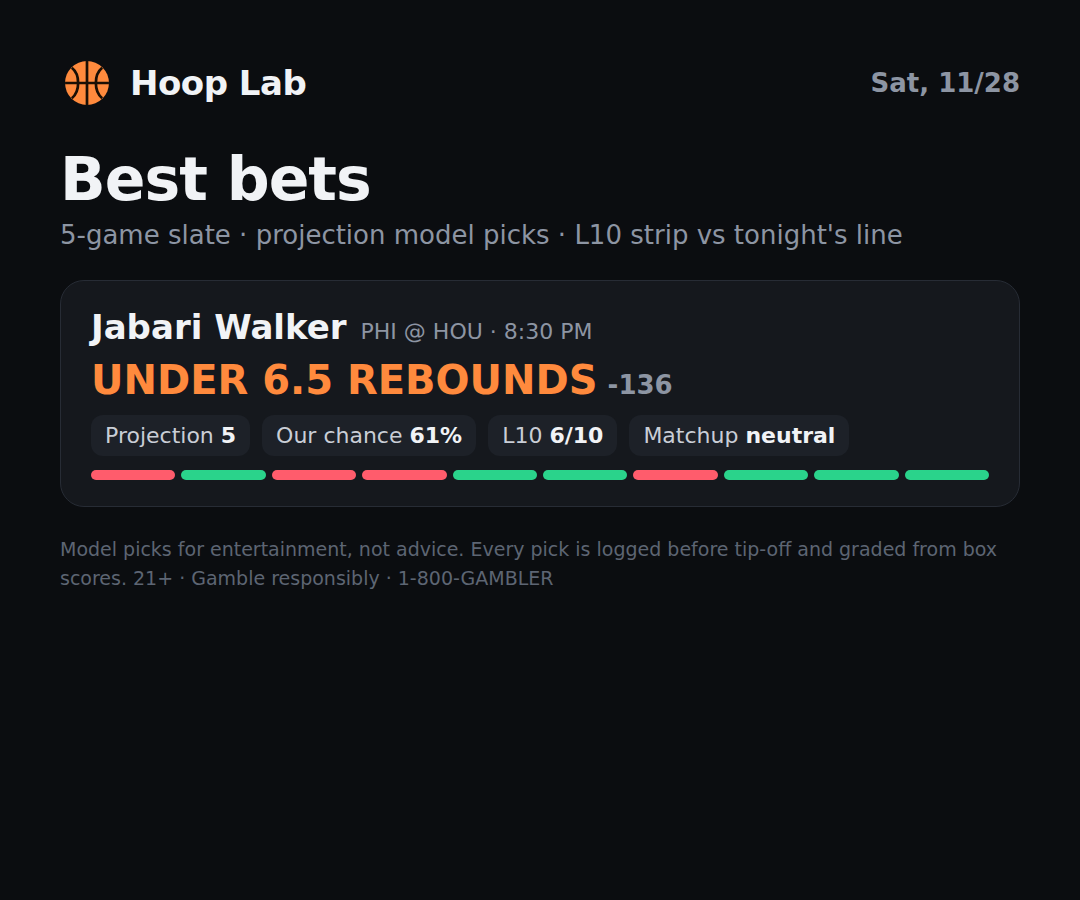 Hoop Lab
Sat, 11/28
Best bets
5-game slate · projection model picks · L10 strip vs tonight's line
Jabari Walker PHI @ HOU · 8:30 PM
UNDER 6.5 REBOUNDS -136
Projection 5 Our chance 61% L10 6/10 Matchup neutral
Model picks for entertainment, not advice. Every pick is logged before tip-off and graded from box
scores. 21+ · Gamble responsibly · 1-800-GAMBLER